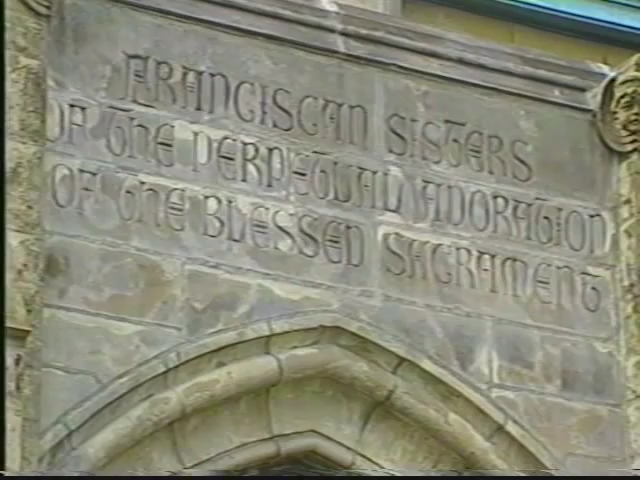 FRANCISCAN SISTERS
OF THE PERPETUAL ADORATION
OF THE BLESSED SACRAMENT